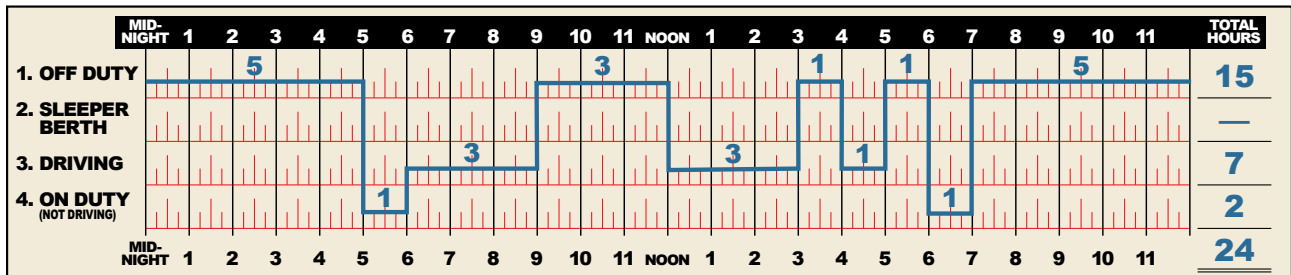 MID-NIGHT 1 2 3 4 5 6 7 8 9 10 11 NOON 1 2 3 4 5 6 7 8 9 10 11 TOTAL HOURS
1. OFF DUTY 5 3 1 1 5 15
2. SLEEPER BERTH —
3. DRIVING 3 3 1 7
4. ON DUTY (NOT DRIVING) 1 1 2
MID-NIGHT 1 2 3 4 5 6 7 8 9 10 11 NOON 1 2 3 4 5 6 7 8 9 10 11 24